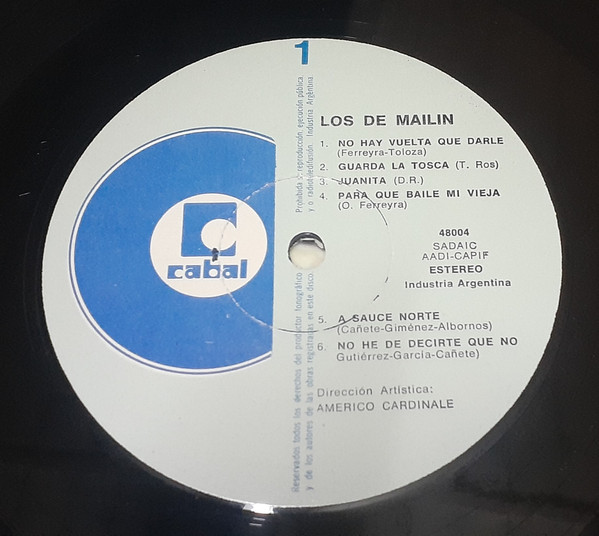 1
LOS DE MAILIN
1. NO HAY VUELTA QUE DARLE
(Ferreyra-Toloza)
2. GUARDA LA TOSCA (T. Ros)
3. JUANITA (D.R.)
4. PARA QUE BAILE MI VIEJA
(O. Ferreyra)
48004
SADAIC
AADI-CAPIF
ESTEREO
Industria Argentina
5. A SAUCE NORTE
(Cañete-Giménez-Albornos)
6. NO HE DE DECIRTE QUE NO
Gutiérrez-García-Cañete)
Dirección Artística:
AMERICO CARDINALE
cabal
Reservados todos los derechos del productor fonográfico
y de los autores de las obras registradas en este disco.
Prohibida reproducción, ejecución pública
y o radioteledifusión. Industria Argentina.